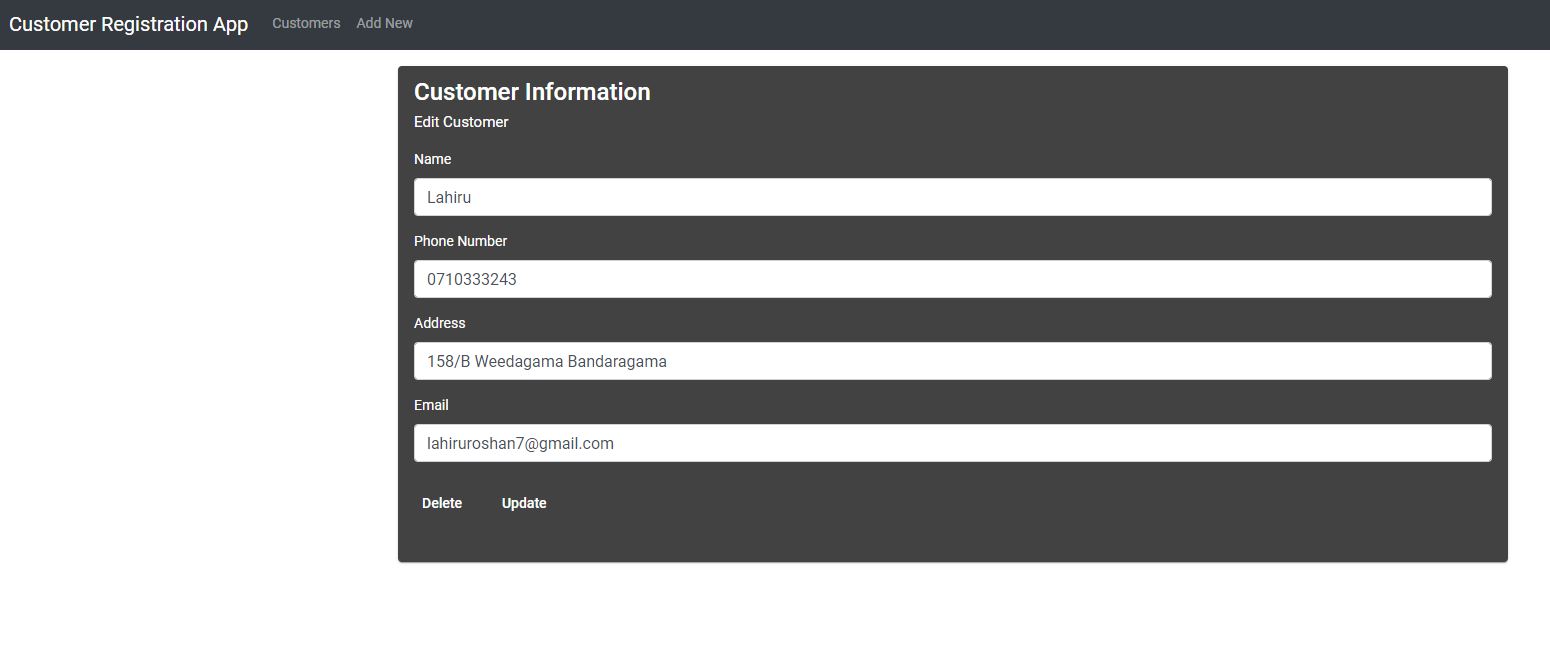 Customer Registration App Customers Add New
Customer Information
Edit Customer
Name
Lahiru
Phone Number
0710333243
Address
158/B Weedagama Bandaragama
Email
lahiruroshan7@gmail.com
Delete Update